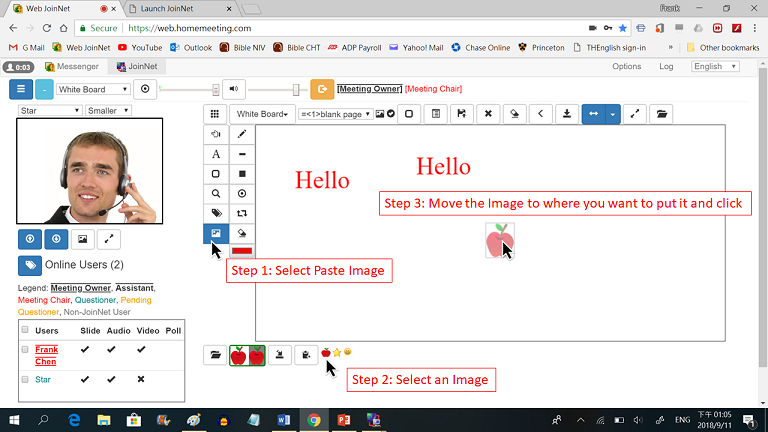 Web JoinNet
Launch JoinNet
Frank
Secure
https://web.homemeeting.com
G Mail
Web JoinNet
YouTube
Outlook
Bible NIV
Bible CHT
ADP Payroll
Yahoo! Mail
Chase Online
Princeton
THEnglish sign-in
»
Other bookmarks
0:03
Messenger
JoinNet
Options
Log
English
White Board
[Meeting Owner] [Meeting Chair]
Star
Smaller
White Board
=<1>blank page
A
Hello
Hello
Step 3: Move the Image to where you want to put it and click
Step 1: Select Paste Image
Online Users (2)
Legend: Meeting Owner, Assistant,
Meeting Chair, Questioner, Pending
Questioner, Non-JoinNet User
Users Slide Audio Video Poll
Frank
Chen
Star
Step 2: Select an Image
ENG
下午 01:05
2018/9/11